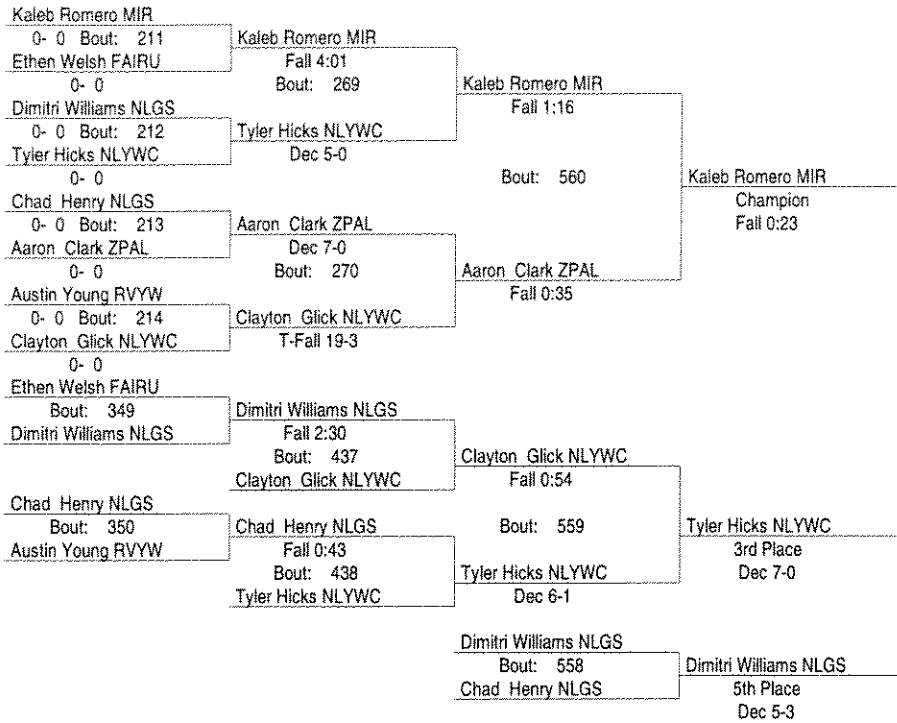 Kaleb Romero MIR
0- 0 Bout: 211
Ethen Welsh FAIRU
0- 0
Dimitri Williams NLGS
0- 0 Bout: 212
Tyler Hicks NLYWC
0- 0
Chad Henry NLGS
0- 0 Bout: 213
Aaron Clark ZPAL
0- 0
Austin Young RVYW
0- 0 Bout: 214
Clayton Glick NLYWC
0- 0
Kaleb Romero MIR
Fall 4:01
Bout: 269
Tyler Hicks NLYWC
Dec 5-0
Aaron Clark ZPAL
Dec 7-0
Bout: 270
Clayton Glick NLYWC
T-Fall 19-3
Kaleb Romero MIR
Fall 1:16
Bout: 560
Aaron Clark ZPAL
Fall 0:35
Kaleb Romero MIR
Champion
Fall 0:23
Ethen Welsh FAIRU
Bout: 349
Dimitri Williams NLGS
Chad Henry NLGS
Bout: 350
Austin Young RVYW
Dimitri Williams NLGS
Fall 2:30
Bout: 437
Clayton Glick NLYWC
Chad Henry NLGS
Fall 0:43
Bout: 438
Tyler Hicks NLYWC
Clayton Glick NLYWC
Fall 0:54
Bout: 559
Tyler Hicks NLYWC
Dec 6-1
Tyler Hicks NLYWC
3rd Place
Dec 7-0
Dimitri Williams NLGS
Bout: 558
Chad Henry NLGS
Dimitri Williams NLGS
5th Place
Dec 5-3